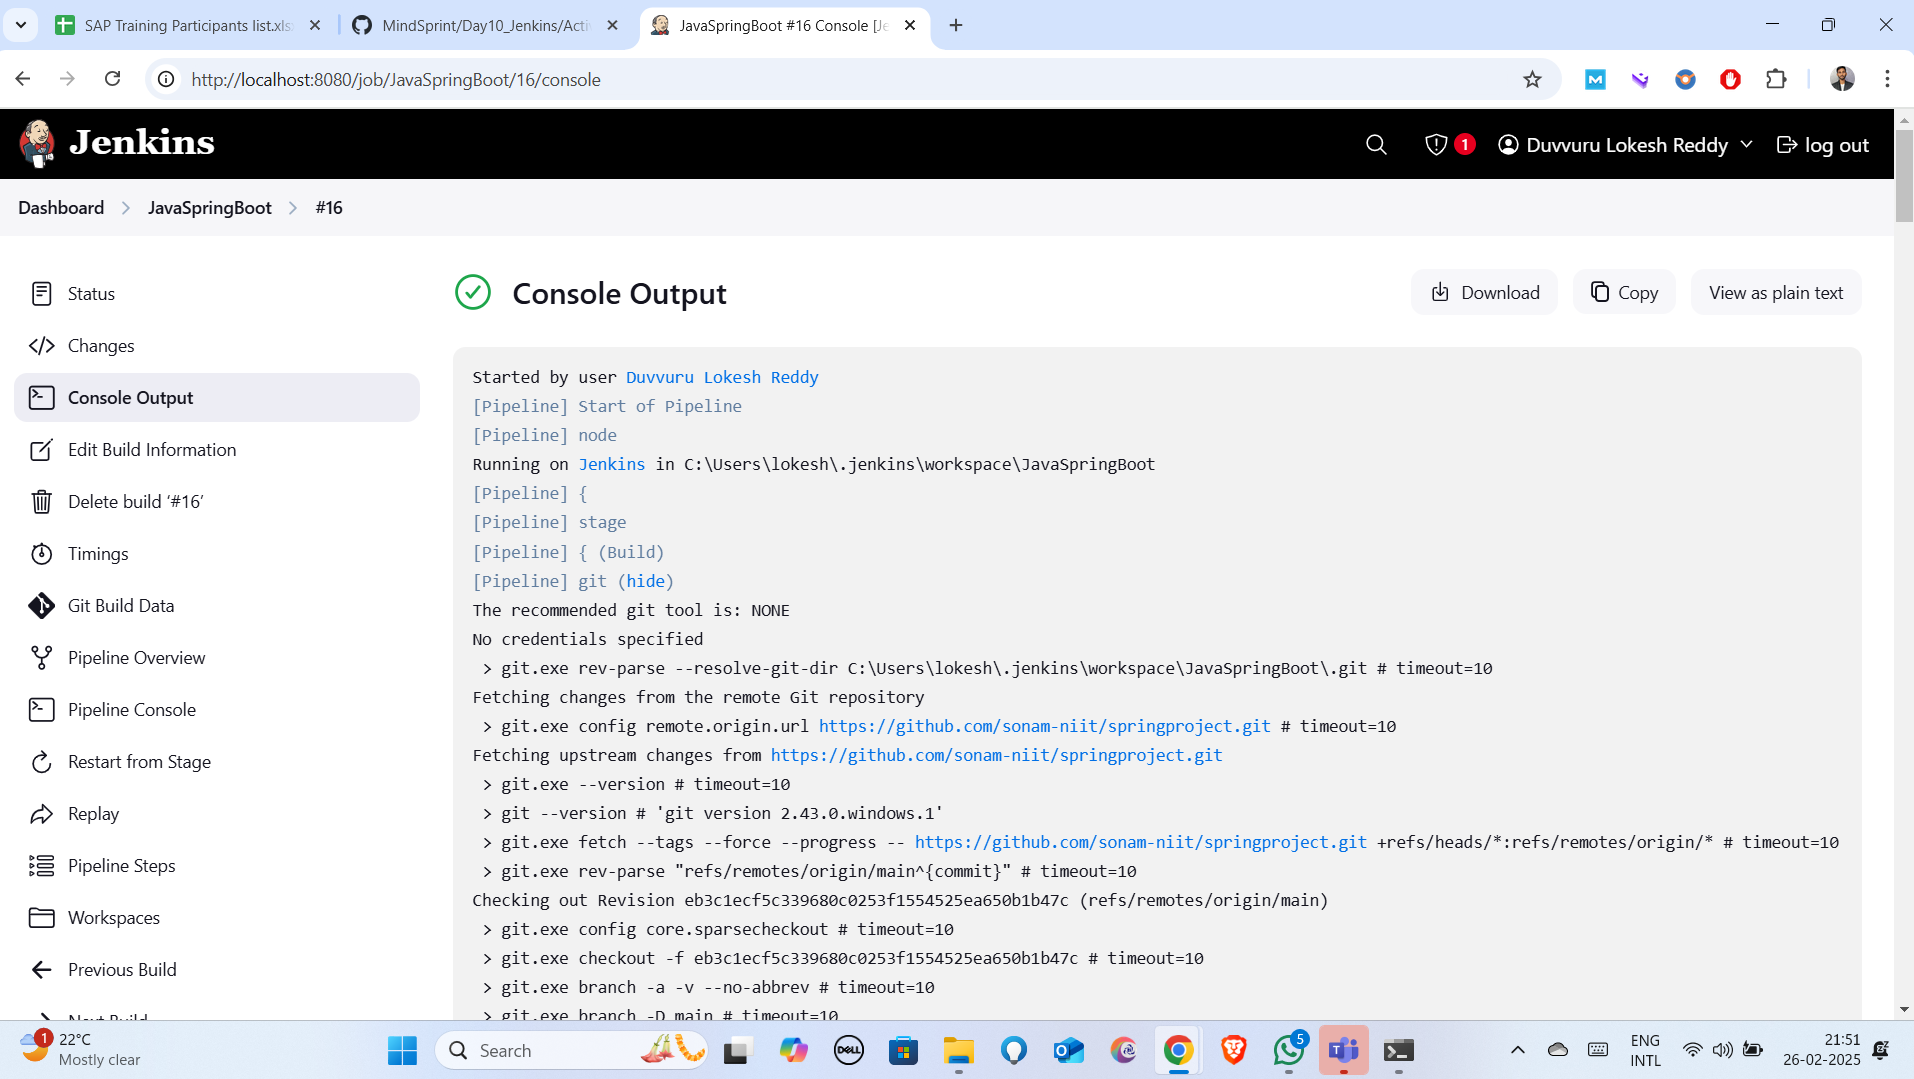 SAP Training Participants list.xls
MindSprint/Day10_Jenkins/Acti
JavaSpringBoot #16 Console [Je
http://localhost:8080/job/JavaSpringBoot/16/console
Jenkins
1
Duvvuru Lokesh Reddy
log out
Dashboard
JavaSpringBoot
#16
Status
Changes
Console Output
Edit Build Information
Delete build ‘#16’
Timings
Git Build Data
Pipeline Overview
Pipeline Console
Restart from Stage
Replay
Pipeline Steps
Workspaces
Previous Build
Next Build
Console Output
Download
Copy
View as plain text
Started by user Duvvuru Lokesh Reddy
[Pipeline] Start of Pipeline
[Pipeline] node
Running on Jenkins in C:\Users\lokesh\.jenkins\workspace\JavaSpringBoot
[Pipeline] {
[Pipeline] stage
[Pipeline] { (Build)
[Pipeline] git (hide)
The recommended git tool is: NONE
No credentials specified
> git.exe rev-parse --resolve-git-dir C:\Users\lokesh\.jenkins\workspace\JavaSpringBoot\.git # timeout=10
Fetching changes from the remote Git repository
> git.exe config remote.origin.url https://github.com/sonam-niit/springproject.git # timeout=10
Fetching upstream changes from https://github.com/sonam-niit/springproject.git
> git.exe --version # timeout=10
> git --version # 'git version 2.43.0.windows.1'
> git.exe fetch --tags --force --progress -- https://github.com/sonam-niit/springproject.git +refs/heads/*:refs/remotes/origin/* # timeout=10
> git.exe rev-parse "refs/remotes/origin/main^{commit}" # timeout=10
Checking out Revision eb3c1ecf5c339680c0253f1554525ea650b1b47c (refs/remotes/origin/main)
> git.exe config core.sparsecheckout # timeout=10
> git.exe checkout -f eb3c1ecf5c339680c0253f1554525ea650b1b47c # timeout=10
> git.exe branch -a -v --no-abbrev # timeout=10
> git.exe branch -D main # timeout=10
1
22°C
Mostly clear
Search
DELL
5
ENG
INTL
21:51
26-02-2025